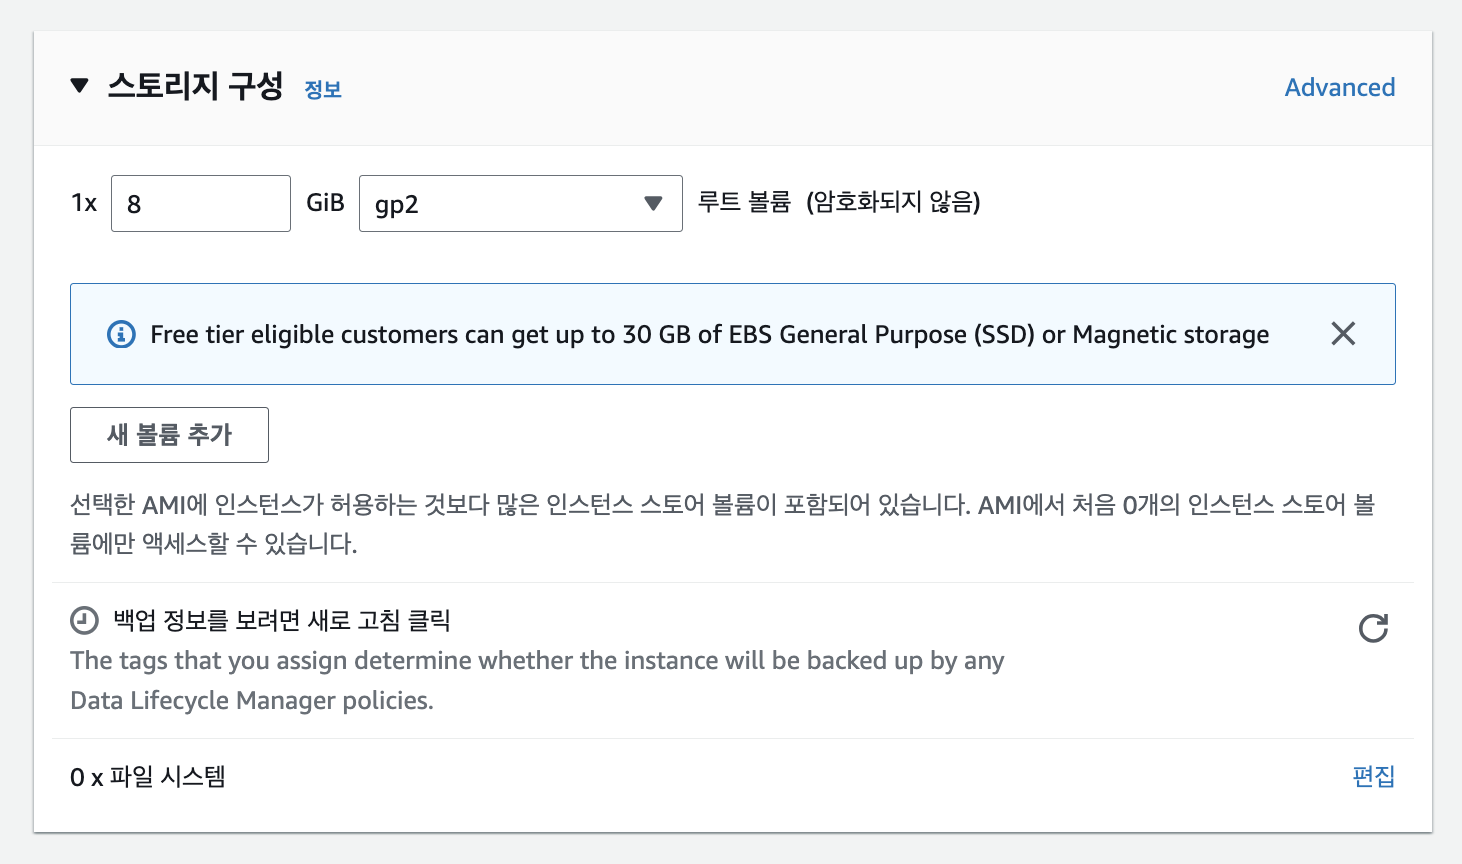 스토리지 구성 정보 Advanced
1x 8 GiB gp2 루트 볼륨 (암호화되지 않음)
Free tier eligible customers can get up to 30 GB of EBS General Purpose (SSD) or Magnetic storage
새 볼륨 추가
선택한 AMI에 인스턴스가 허용하는 것보다 많은 인스턴스 스토어 볼륨이 포함되어 있습니다. AMI에서 처음 0개의 인스턴스 스토어 볼
륨에만 액세스할 수 있습니다.
백업 정보를 보려면 새로 고침 클릭
The tags that you assign determine whether the instance will be backed up by any
Data Lifecycle Manager policies.
0 x 파일 시스템 편집